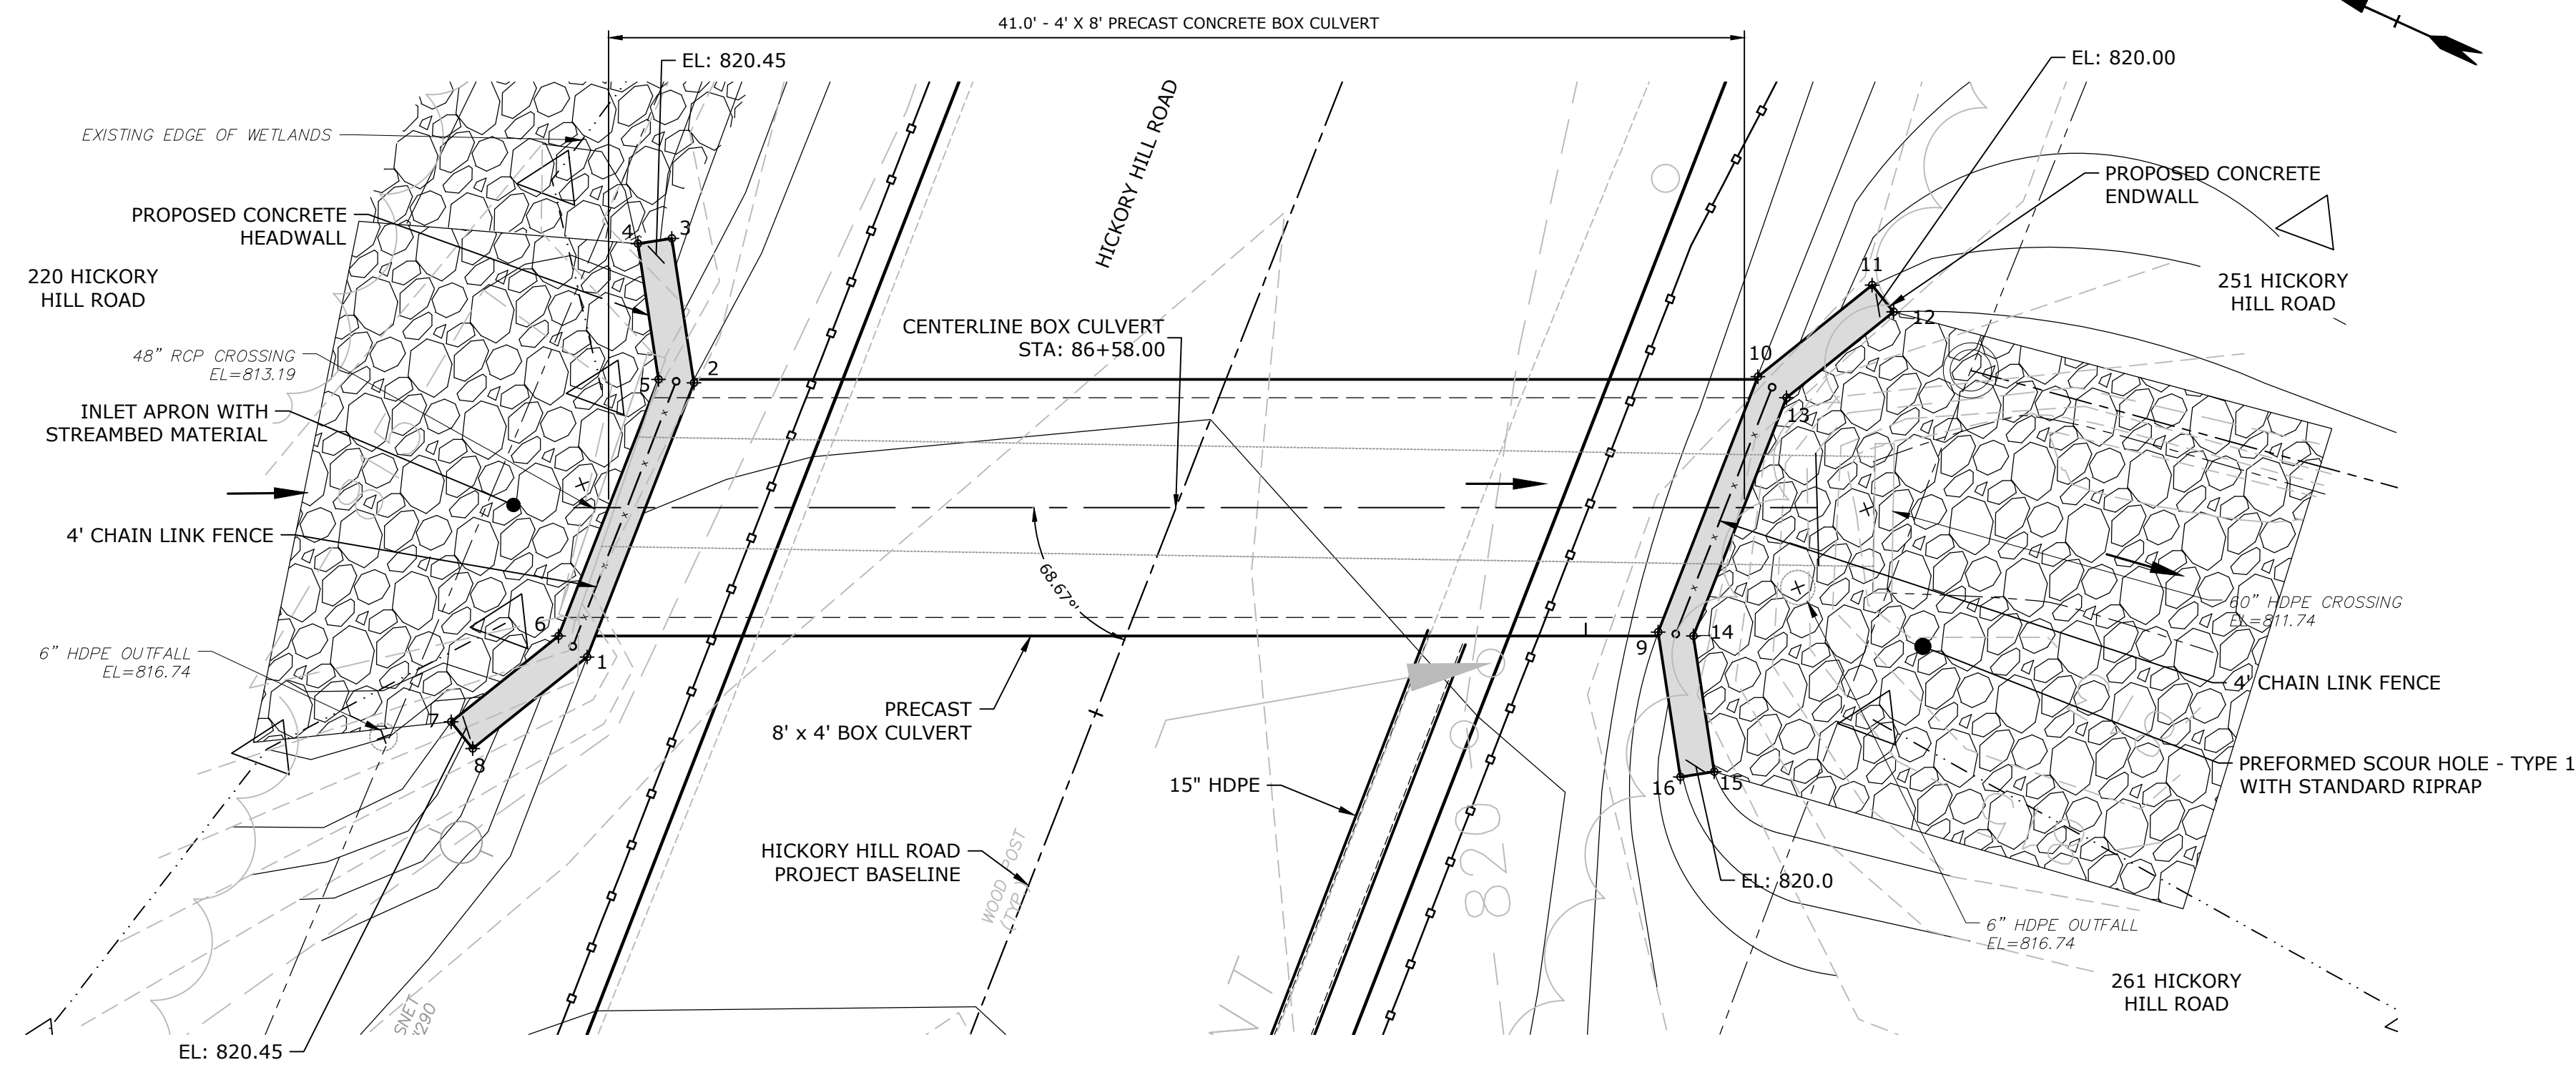 41.0' - 4' X 8' PRECAST CONCRETE BOX CULVERT
EL: 820.45
EL: 820.00
HICKORY HILL ROAD
EXISTING EDGE OF WETLANDS
PROPOSED CONCRETE
HEADWALL
PROPOSED CONCRETE
ENDWALL
4
3
220 HICKORY
HILL ROAD
11
251 HICKORY
HILL ROAD
12
CENTERLINE BOX CULVERT
STA: 86+58.00
48” RCP CROSSING
EL=813.19
10
2
5
INLET APRON WITH
STREAMBED MATERIAL
13
4' CHAIN LINK FENCE
68.67°
60” HDPE CROSSING
EL=811.74
6
14
9
1
6” HDPE OUTFALL
EL=816.74
4' CHAIN LINK FENCE
7
PRECAST
8' x 4' BOX CULVERT
8
PREFORMED SCOUR HOLE - TYPE 1
WITH STANDARD RIPRAP
15" HDPE
16
15
820
HICKORY HILL ROAD
PROJECT BASELINE
WOOD POST
(TYP.)
EL: 820.0
6” HDPE OUTFALL
EL=816.74
261 HICKORY
HILL ROAD
SNET
EL: 820.45